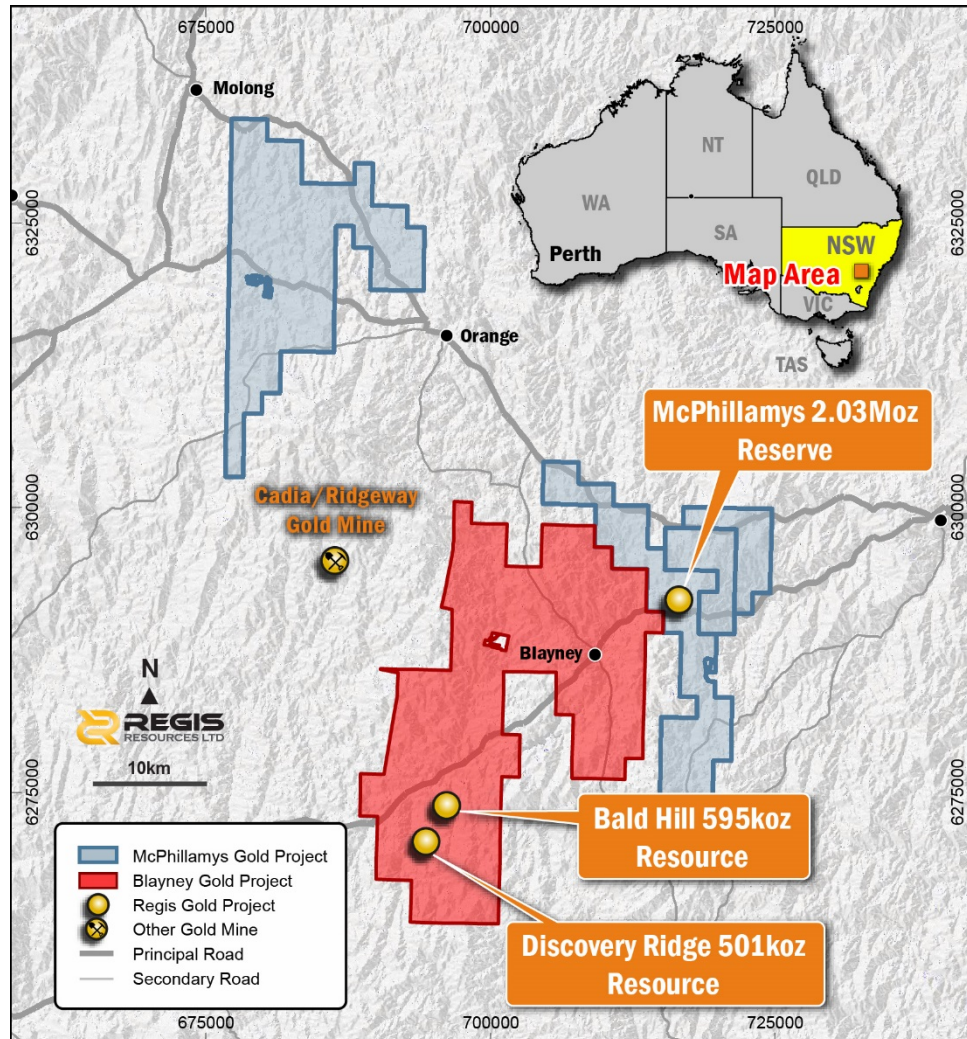 675000
700000
725000
Molong
NT
QLD
WA
6325000
6325000
SA
NSW
Perth
Map Area
VIC
Orange
TAS
McPhillamys 2.03Moz
Reserve
Cadia/Ridgeway
Gold Mine
6300000
6300000
Blayney
N
REGIS
RESOURCES LTD
10km
6275000
6275000
Bald Hill 595koz
Resource
Discovery Ridge 501koz
Resource
McPhillamys Gold Project
Blayney Gold Project
Regis Gold Project
Other Gold Mine
Principal Road
Secondary Road
675000
700000
725000